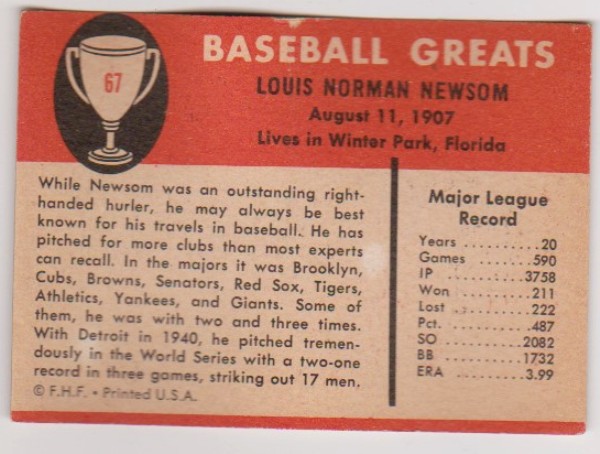 67
BASEBALL GREATS
LOUIS NORMAN NEWSOM
August 11, 1907
Lives in Winter Park, Florida
While Newsom was an outstanding right-
handed hurler, he may always be best
known for his travels in baseball. He has
pitched for more clubs than most experts
can recall. In the majors it was Brooklyn,
Cubs, Browns, Senators, Red Sox, Tigers,
Athletics, Yankees, and Giants. Some of
them, he was with two and three times.
With Detroit in 1940, he pitched tremen-
dously in the World Series with a two-one
record in three games, striking out 17 men.
© F.H.F. • Printed U.S.A.
Major League
Record
Years ..........20
Games ........590
IP ............3758
Won ..........211
Lost ..........222
Pct. ..........487
SO ..........2082
BB ..........1732
ERA ..........3.99